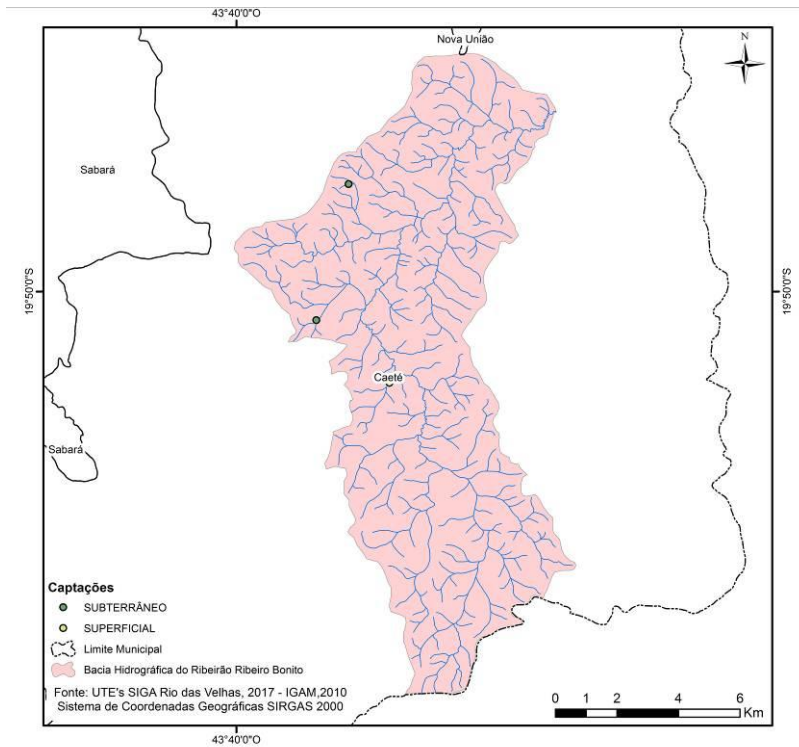 43°40'0"O
Nova União
N
Sabará
19°50'0"S
19°50'0"S
Caeté
Sabará
Captações
SUBTERRÂNEO
SUPERFICIAL
Limite Municipal
Bacia Hidrográfica do Ribeirão Ribeiro Bonito
Fonte: UTE's SIGA Rio das Velhas, 2017 - IGAM,2010
Sistema de Coordenadas Geográficas SIRGAS 2000
0 1 2 4 6
Km
43°40'0"O